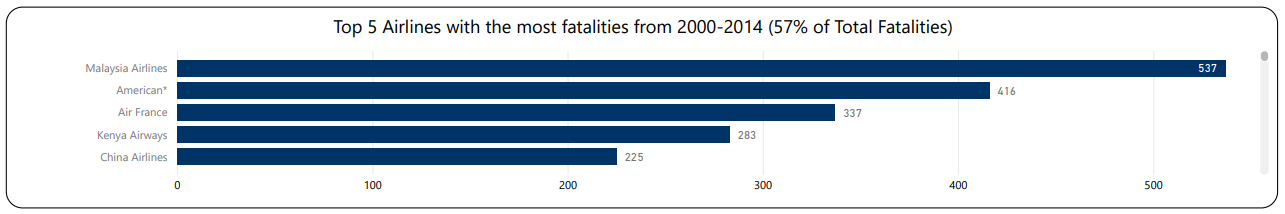 Top 5 Airlines with the most fatalities from 2000-2014 (57% of Total Fatalities)
Malaysia Airlines 537
American* 416
Air France 337
Kenya Airways 283
China Airlines 225
0 100 200 300 400 500